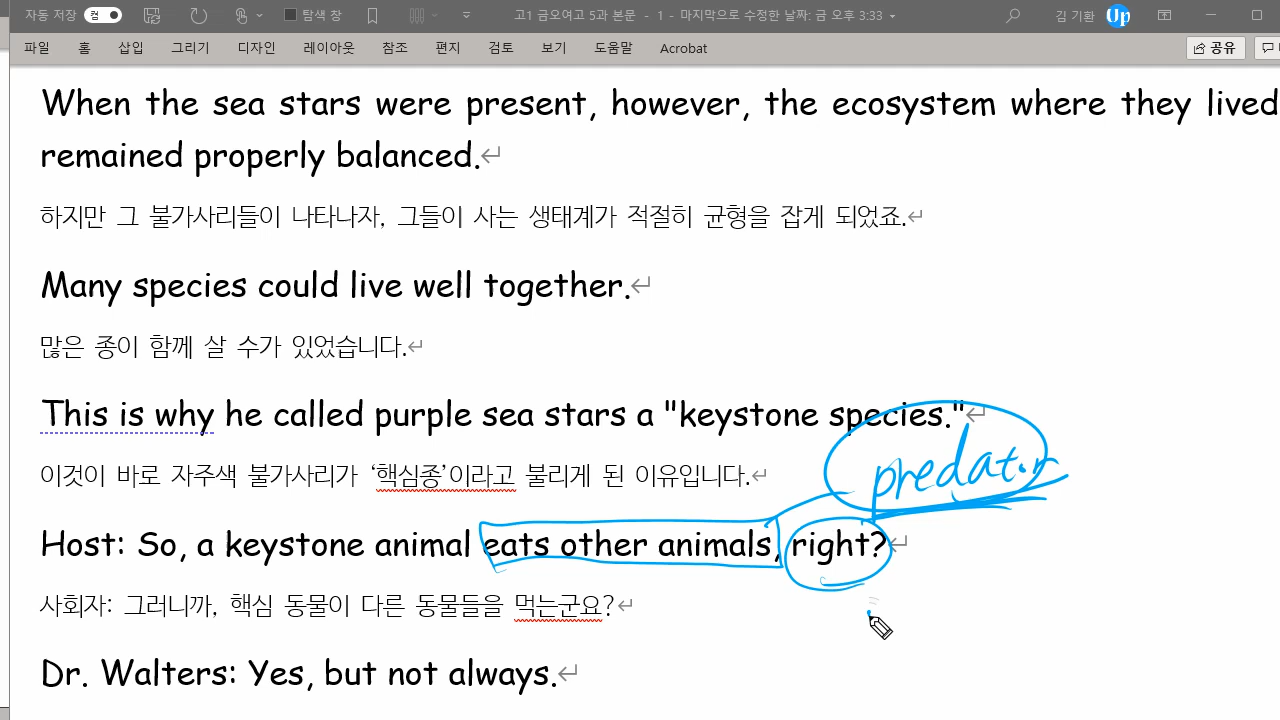 자동 저장 컴 탐색 창 고1 금오여고 5과 본문 - 1 - 마지막으로 수정한 날짜: 금 오후 3:33 김 기환 Up
파일 홈 삽입 그리기 디자인 레이아웃 참조 편지 검토 보기 도움말 Acrobat 공유
When the sea stars were present, however, the ecosystem where they lived
remained properly balanced.
하지만 그 불가사리들이 나타나자, 그들이 사는 생태계가 적절히 균형을 잡게 되었죠.
Many species could live well together.
많은 종이 함께 살 수가 있었습니다.
This is why he called purple sea stars a "keystone species."
predator
이것이 바로 자주색 불가사리가 ‘핵심종’이라고 불리게 된 이유입니다.
Host: So, a keystone animal eats other animals, right?
사회자: 그러니까, 핵심 동물이 다른 동물들을 먹는군요?
Dr. Walters: Yes, but not always.